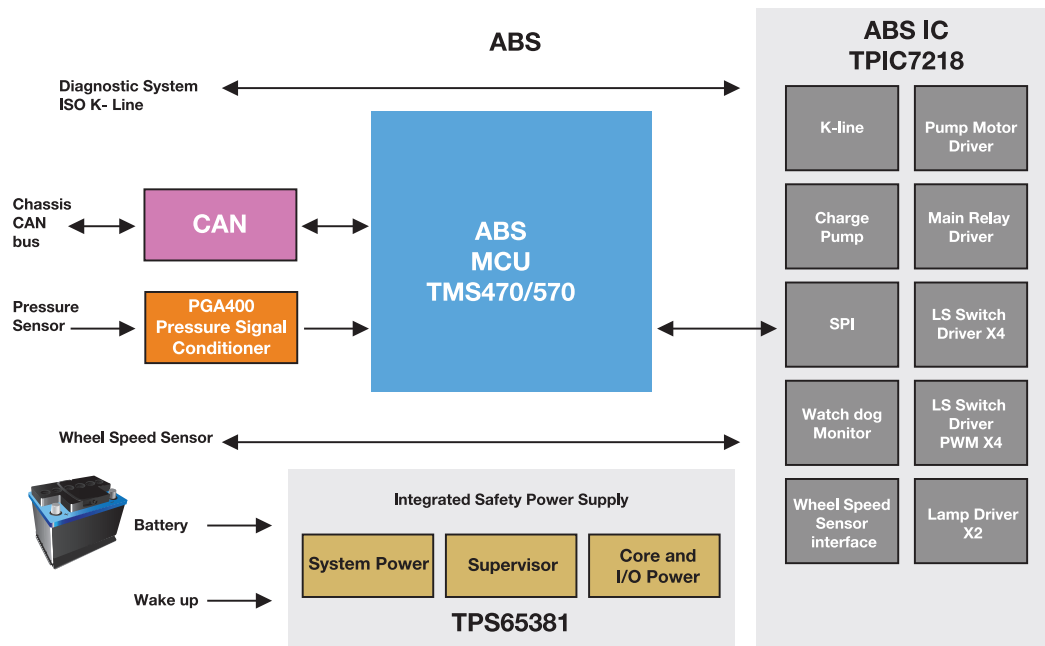 ABS
Diagnostic System
ISO K- Line
Chassis
CAN
bus
CAN
Pressure
Sensor
PGA400
Pressure Signal
Conditioner
ABS
MCU
TMS470/570
Wheel Speed Sensor
Battery
Wake up
Integrated Safety Power Supply
System Power
Supervisor
Core and
I/O Power
TPS65381
ABS IC
TPIC7218
K-line
Pump Motor
Driver
Charge
Pump
Main Relay
Driver
SPI
LS Switch
Driver X4
Watch dog
Monitor
LS Switch
Driver
PWM X4
Wheel Speed
Sensor
interface
Lamp Driver
X2